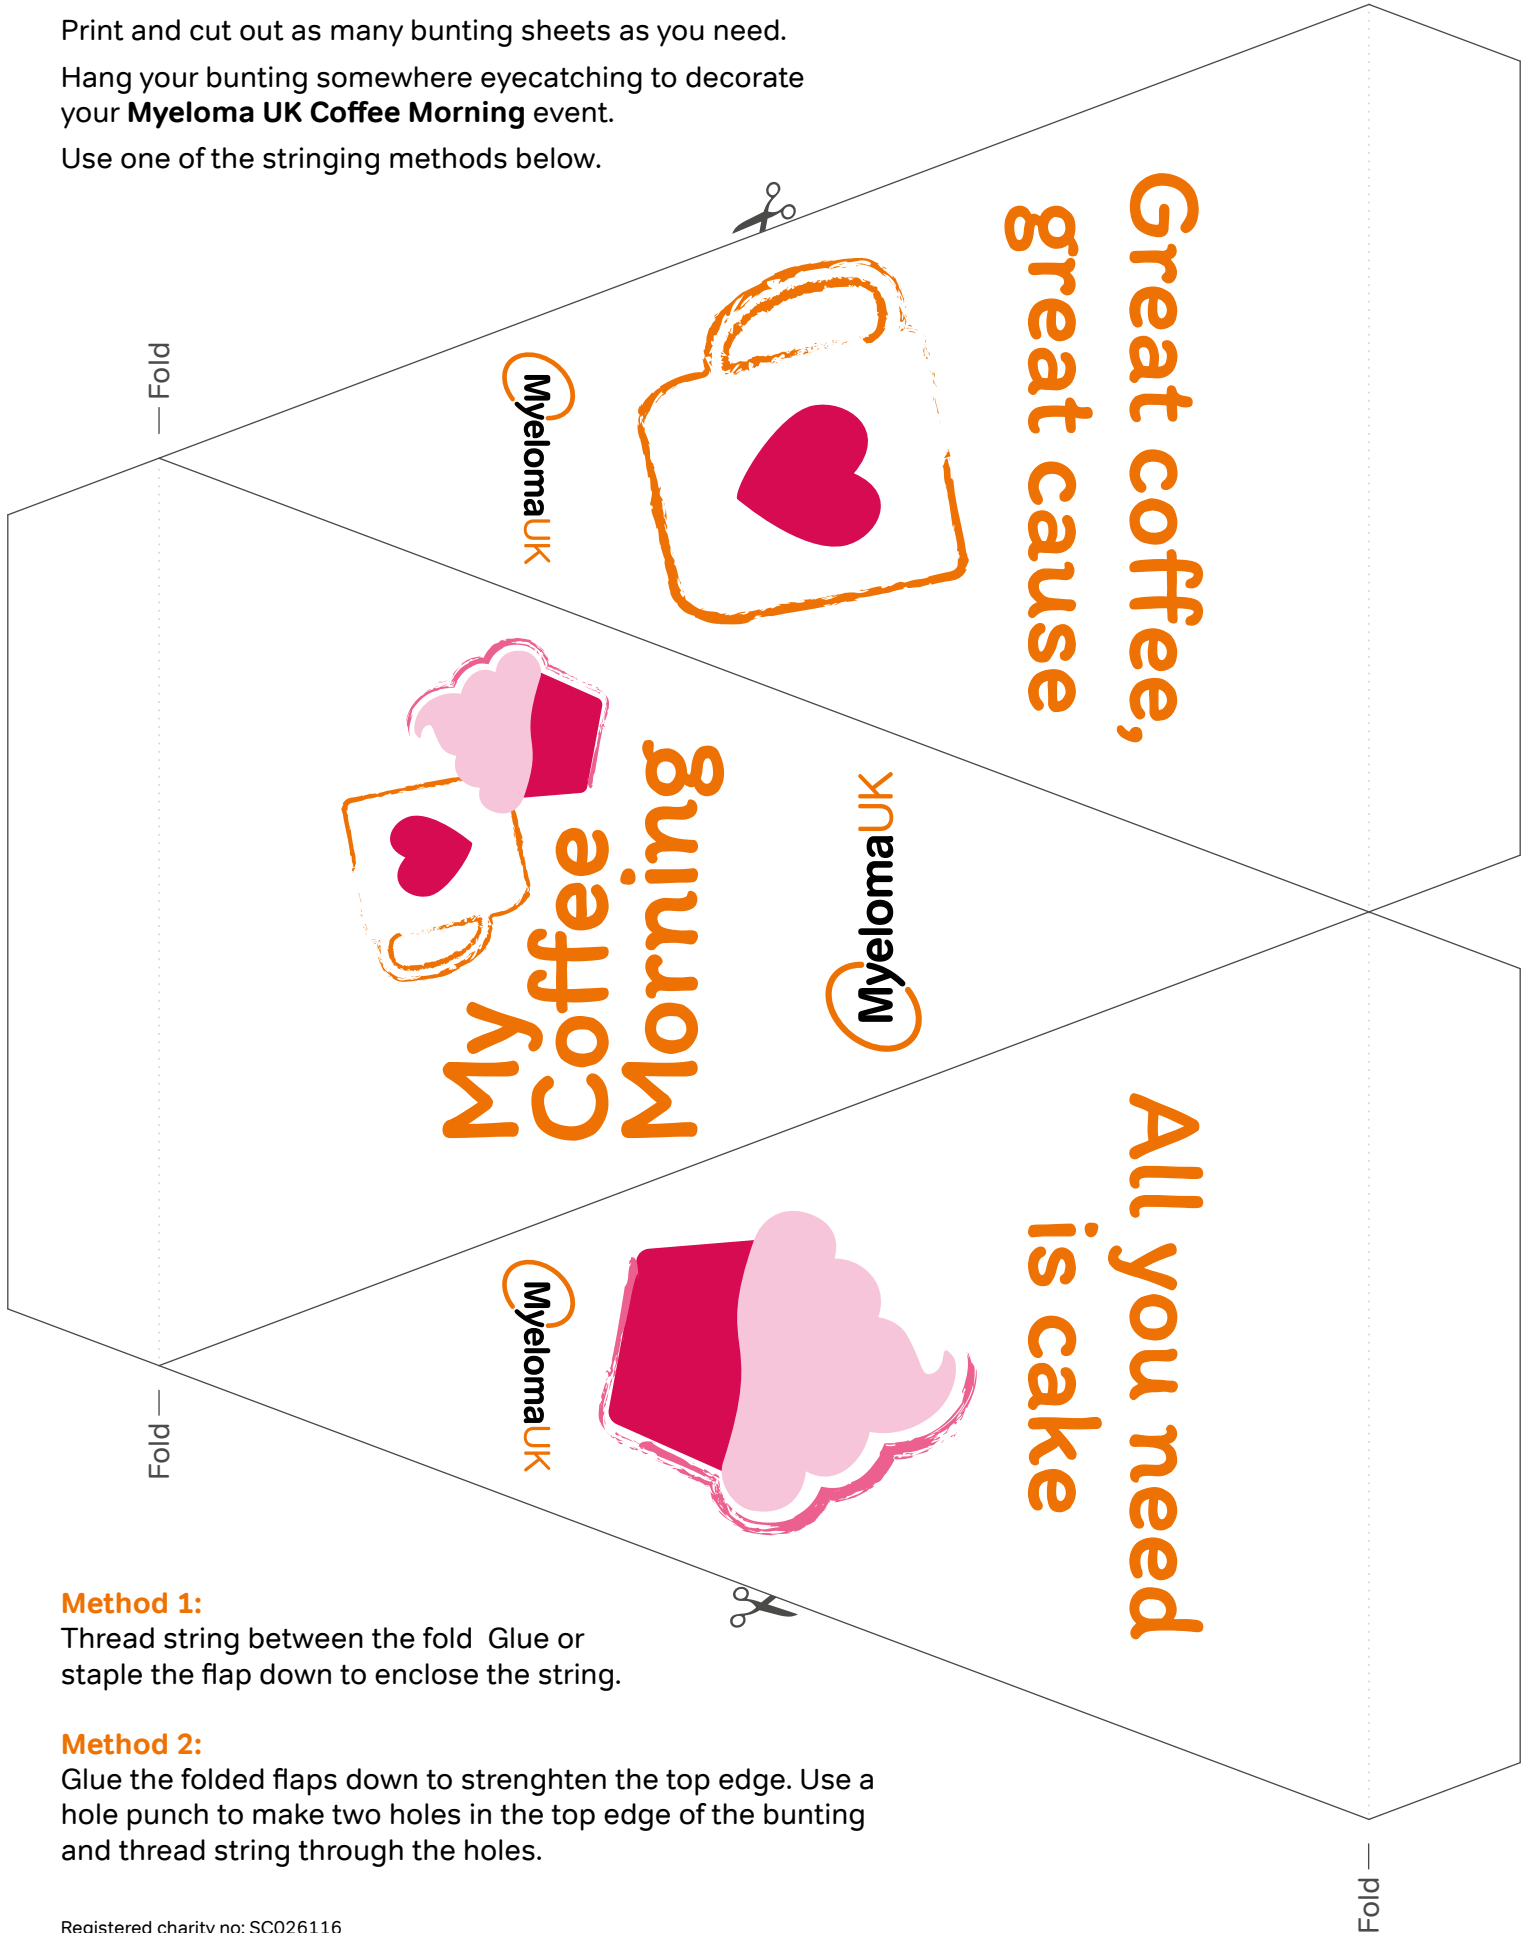 Print and cut out as many bunting sheets as you need.
Hang your bunting somewhere eyecatching to decorate
your Myeloma UK Coffee Morning event.
Use one of the stringing methods below.
Fold
Great coffee,
great cause
MyelomaUK
My
Coffee
Morning
MyelomaUK
All you need
is cake
MyelomaUK
Fold
Method 1:
Thread string between the fold  Glue or
staple the flap down to enclose the string.
Method 2:
Glue the folded flaps down to strenghten the top edge. Use a
hole punch to make two holes in the top edge of the bunting
and thread string through the holes.
Fold
Registered charity no: SC026116